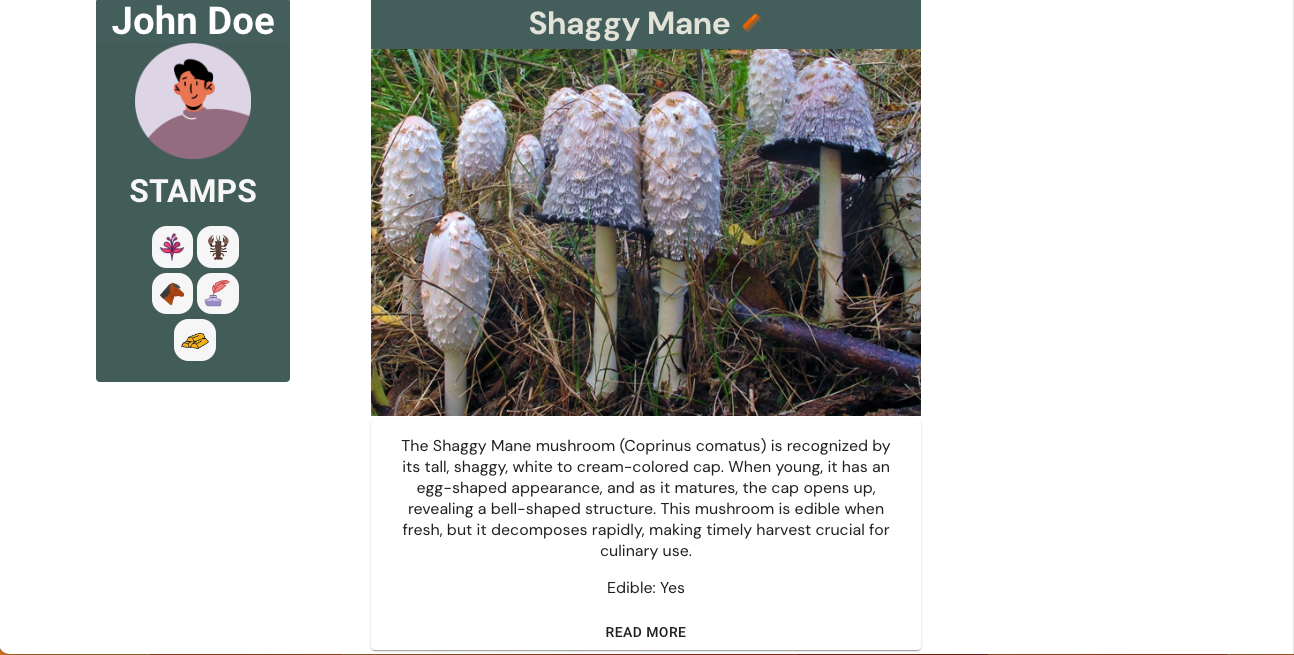 John Doe
STAMPS
Shaggy Mane
The Shaggy Mane mushroom (Coprinus comatus) is recognized by
its tall, shaggy, white to cream-colored cap. When young, it has an
egg-shaped appearance, and as it matures, the cap opens up,
revealing a bell-shaped structure. This mushroom is edible when
fresh, but it decomposes rapidly, making timely harvest crucial for
culinary use.
Edible: Yes
READ MORE